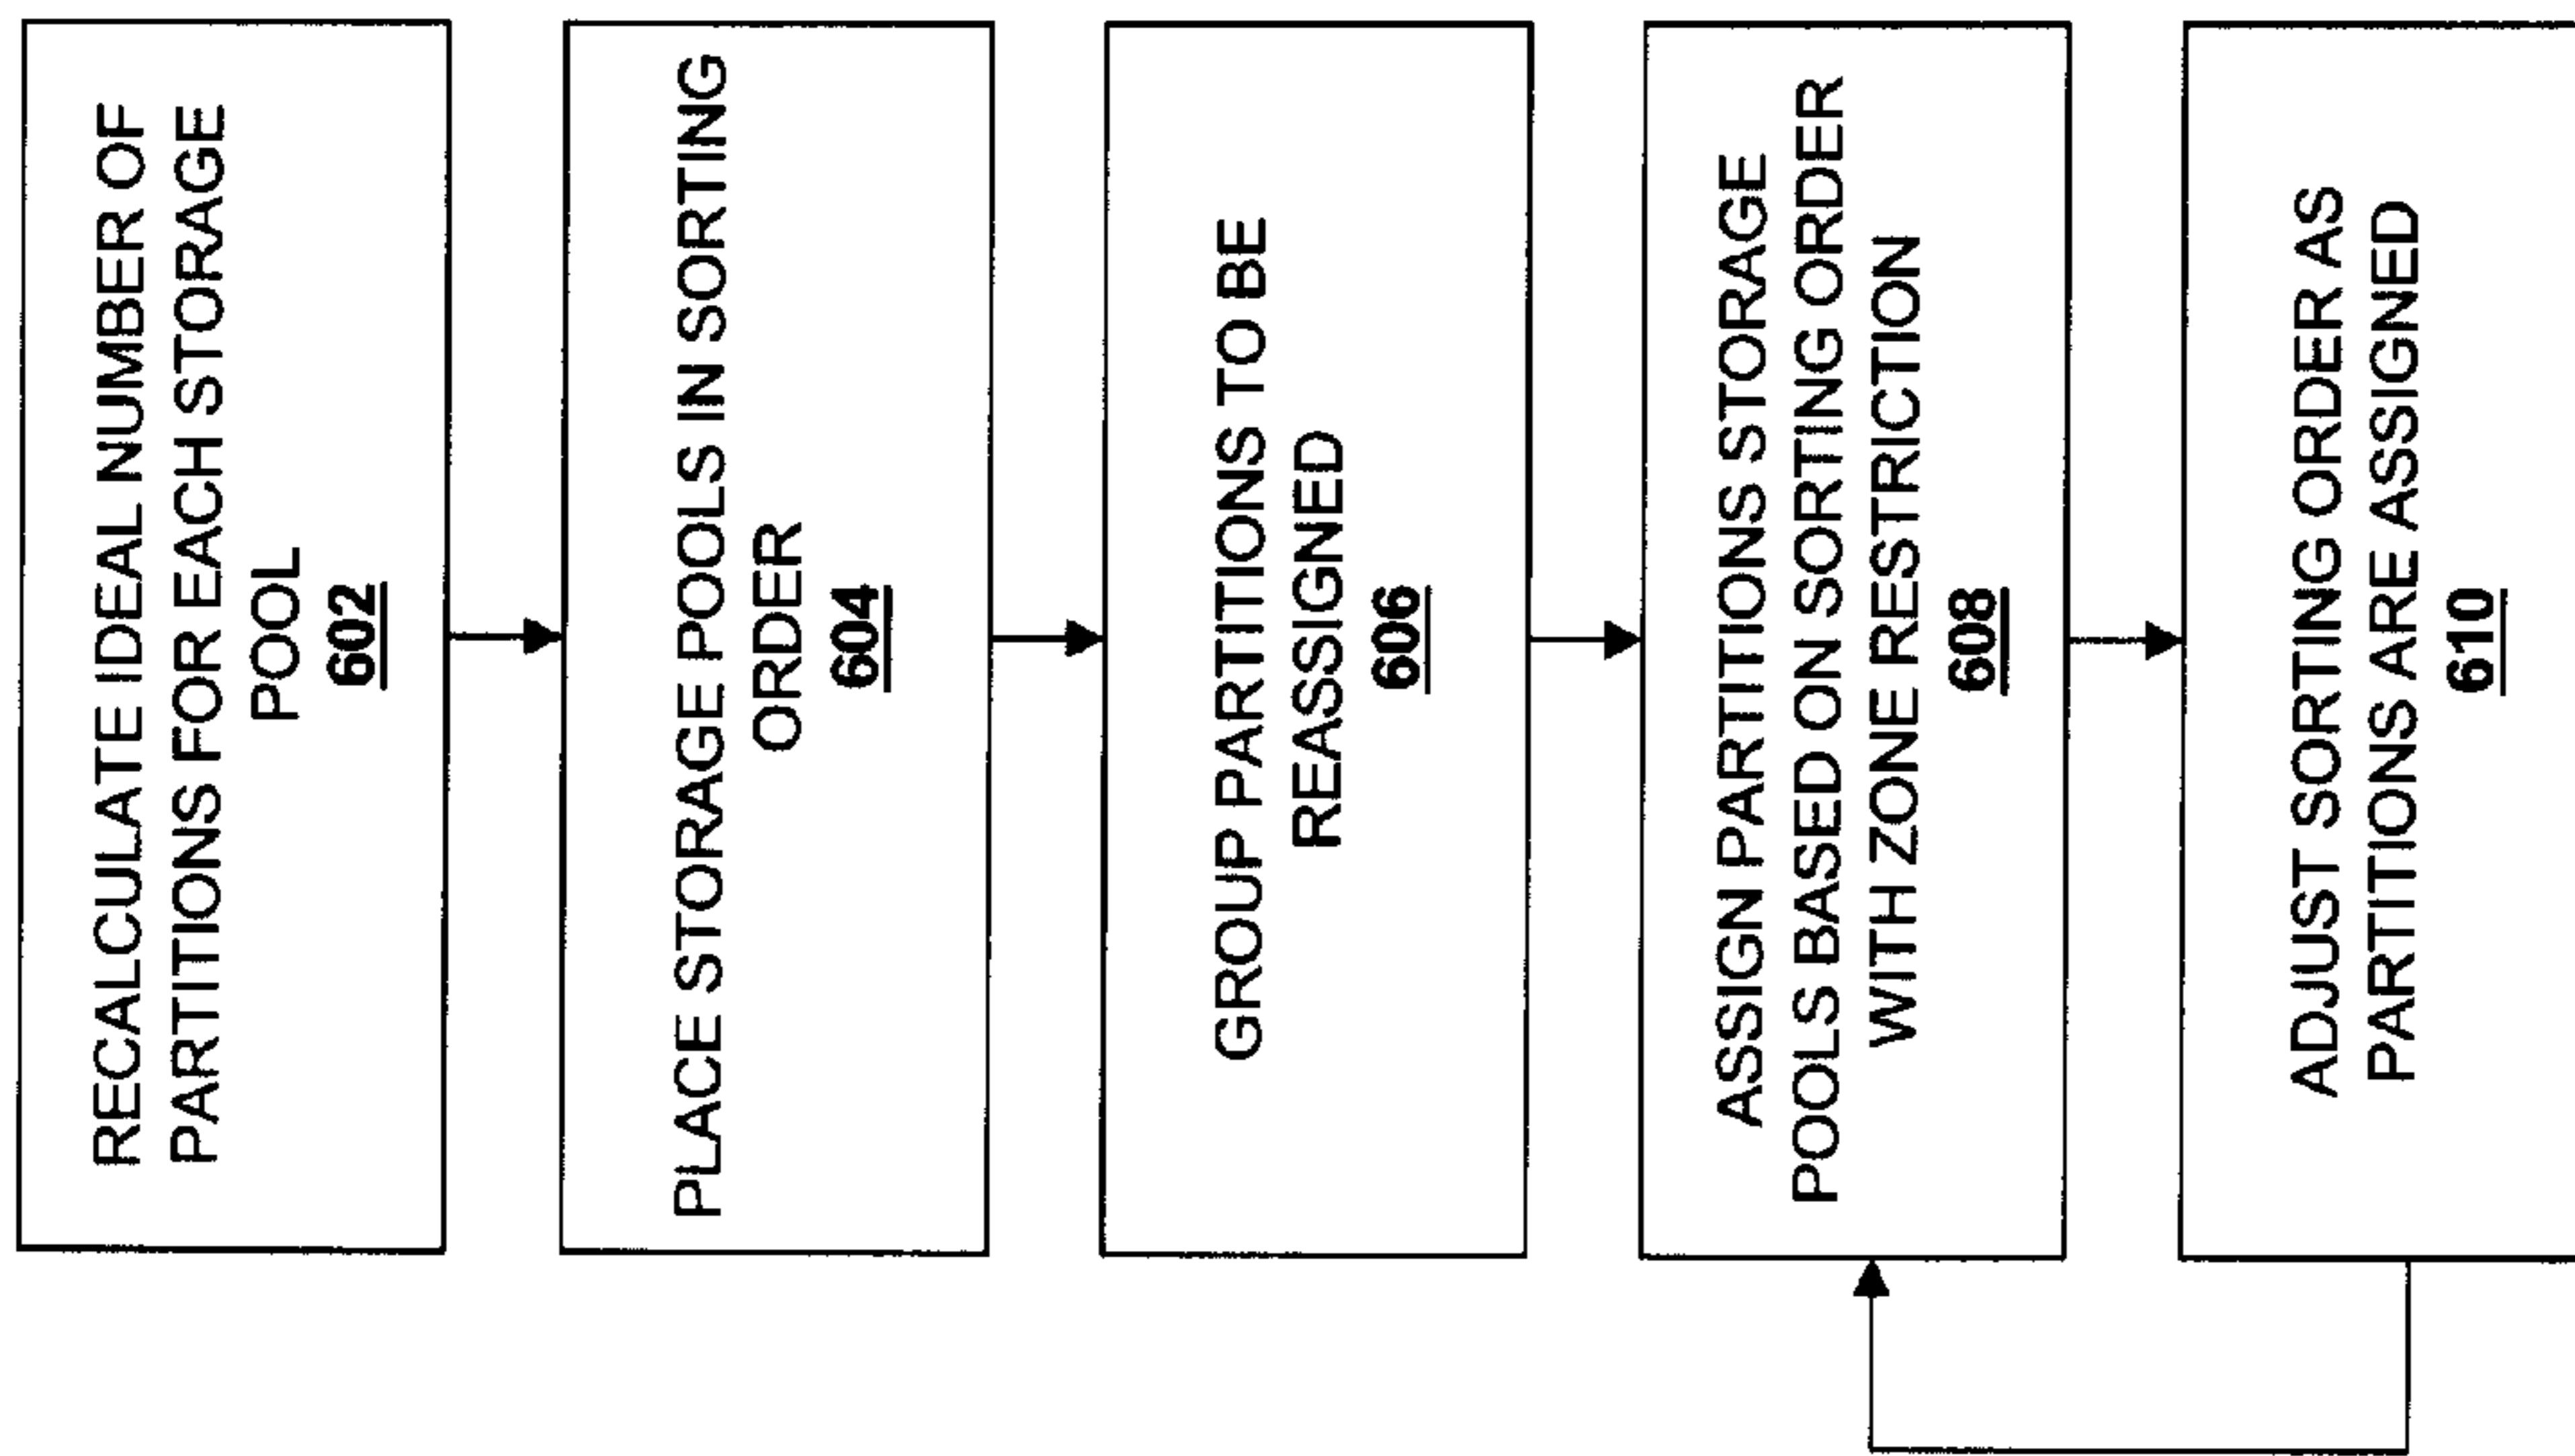 RECALCULATE IDEAL NUMBER OF
PARTITIONS FOR EACH STORAGE
POOL
602
PLACE STORAGE POOLS IN SORTING
ORDER
604
GROUP PARTITIONS TO BE
REASSIGNED
606
ASSIGN PARTITIONS STORAGE
POOLS BASED ON SORTING ORDER
WITH ZONE RESTRICTION
608
ADJUST SORTING ORDER AS
PARTITIONS ARE ASSIGNED
610